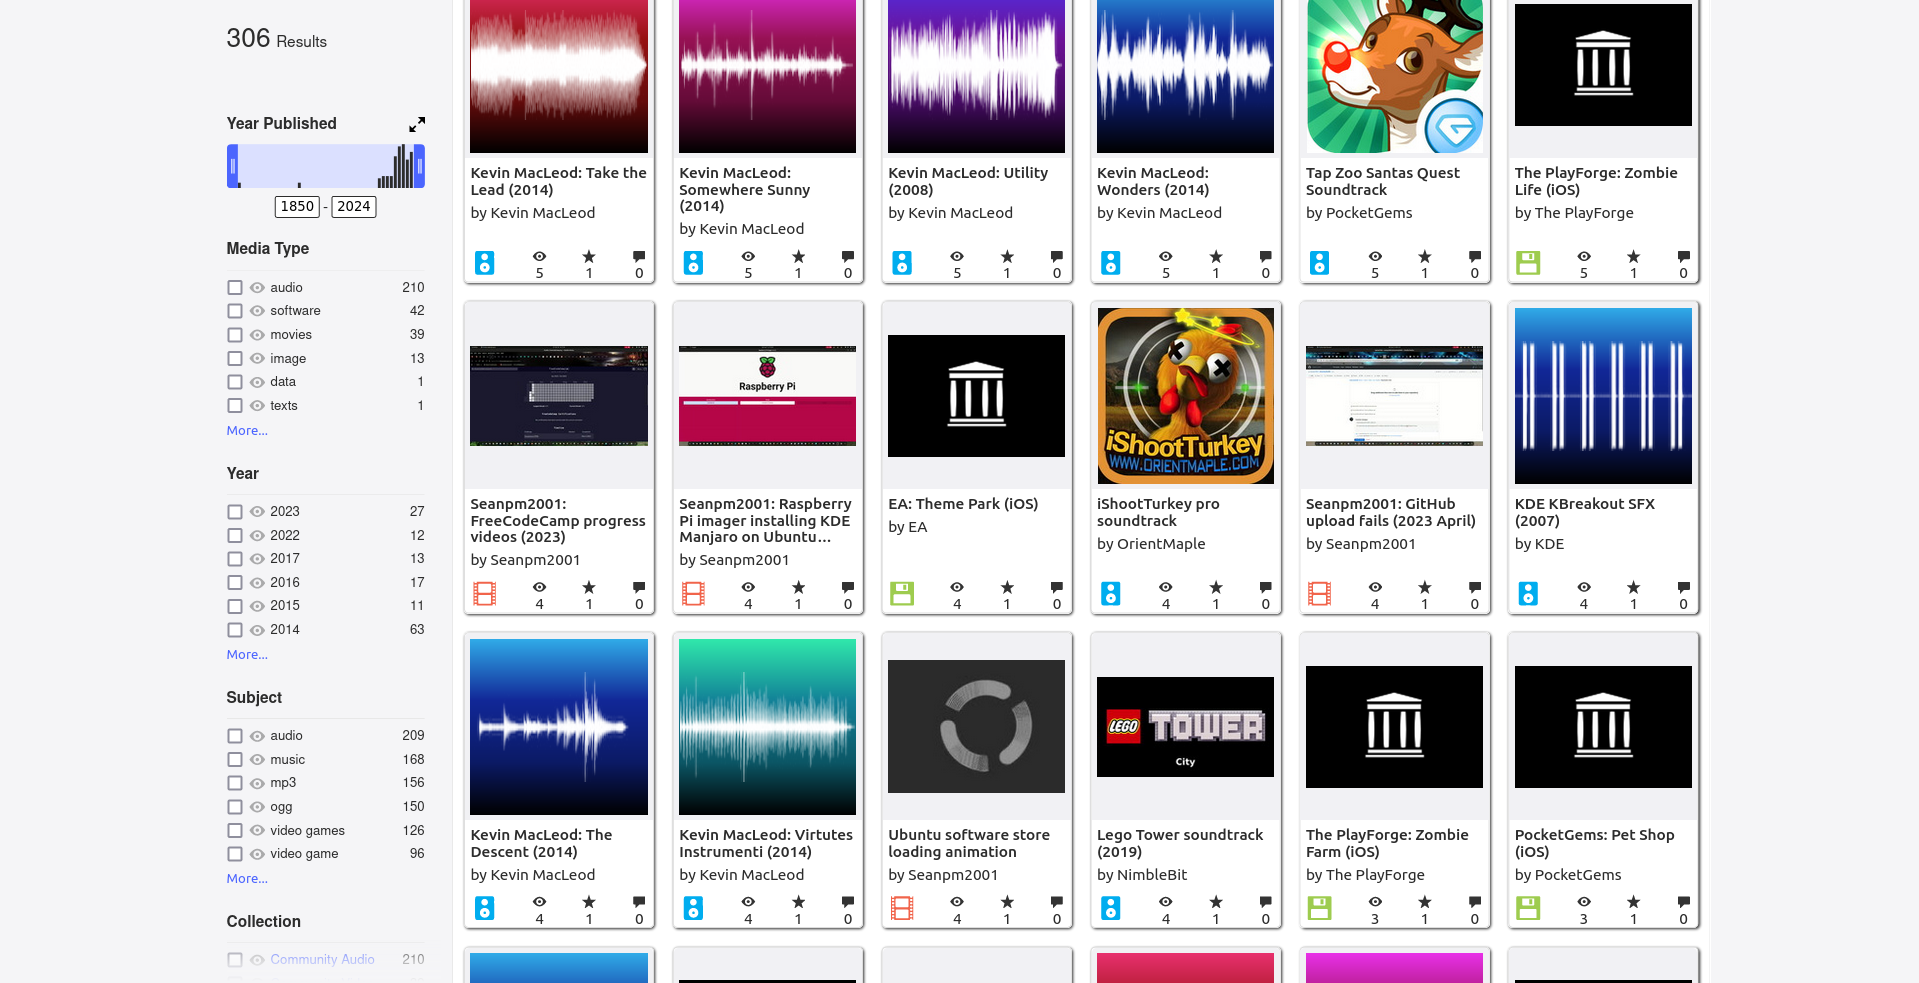 306 Results
Year Published
1850 - 2024
Media Type
audio 210
software 42
movies 39
image 13
data 1
texts 1
More...
Year
2023 27
2022 12
2017 13
2016 17
2015 11
2014 63
More...
Subject
audio 209
music 168
mp3 156
ogg 150
video games 126
video game 96
More...
Collection
Community Audio 210
Kevin MacLeod: Take the
Lead (2014)
by Kevin MacLeod
5 1 0
Kevin MacLeod:
Somewhere Sunny
(2014)
by Kevin MacLeod
5 1 0
Kevin MacLeod: Utility
(2008)
by Kevin MacLeod
5 1 0
Kevin MacLeod:
Wonders (2014)
by Kevin MacLeod
5 1 0
Tap Zoo Santas Quest
Soundtrack
by PocketGems
5 1 0
The PlayForge: Zombie
Life (iOS)
by The PlayForge
5 1 0
Seanpm2001:
FreeCodeCamp progress
videos (2023)
by Seanpm2001
4 1 0
Raspberry Pi
Seanpm2001: Raspberry
Pi imager installing KDE
Manjaro on Ubuntu...
by Seanpm2001
4 1 0
EA: Theme Park (iOS)
by EA
4 1 0
iShootTurkey
WWW.ORIENTMAPLE.COM
iShootTurkey pro
soundtrack
by OrientMaple
4 1 0
Seanpm2001: GitHub
upload fails (2023 April)
by Seanpm2001
4 1 0
KDE KBreakout SFX
(2007)
by KDE
4 1 0
Kevin MacLeod: The
Descent (2014)
by Kevin MacLeod
4 1 0
Kevin MacLeod: Virtutes
Instrumenti (2014)
by Kevin MacLeod
4 1 0
Ubuntu software store
loading animation
by Seanpm2001
4 1 0
LEGO TOWER
City
Lego Tower soundtrack
(2019)
by NimbleBit
4 1 0
The PlayForge: Zombie
Farm (iOS)
by The PlayForge
3 1 0
PocketGems: Pet Shop
(iOS)
by PocketGems
3 1 0